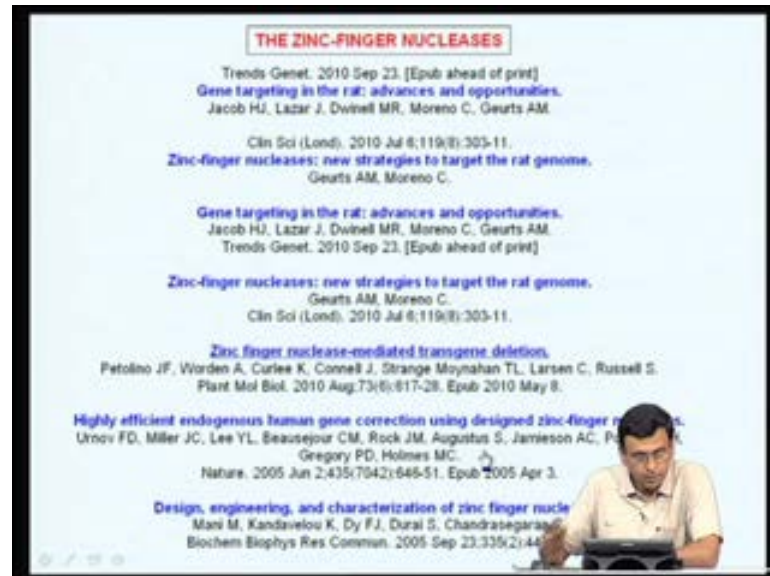 THE ZINC-FINGER NUCLEASES
Trends Genet. 2010 Sep 23. [Epub ahead of print]
Gene targeting in the rat: advances and opportunities.
Jacob HJ, Lazar J, Dwinell MR, Moreno C, Geurts AM.
Clin Sci (Lond). 2010 Jul 6;119(8):303-11.
Zinc-finger nucleases: new strategies to target the rat genome.
Geurts AM, Moreno C.
Gene targeting in the rat: advances and opportunities.
Jacob HJ, Lazar J, Dwinell MR, Moreno C, Geurts AM.
Trends Genet. 2010 Sep 23. [Epub ahead of print]
Zinc-finger nucleases: new strategies to target the rat genome.
Geurts AM, Moreno C.
Clin Sci (Lond). 2010 Jul 6;119(8):303-11.
Zinc finger nuclease-mediated transgene deletion.
Petolino JF, Worden A, Curlee K, Connell J, Strange Moynahan TL, Larsen C, Russell S.
Plant Mol Biol. 2010 Aug;73(6):617-28. Epub 2010 May 8.
Highly efficient endogenous human gene correction using designed zinc-finger
Urnov FD, Miller JC, Lee YL, Beausejour CM, Rock JM, Augustus S, Jamieson AC,
Gregory PD, Holmes MC.
Nature. 2005 Jun 2;435(7042):646-51. Epub 2005 Apr 3.
Design, engineering, and characterization of zinc finger
Mani M, Kandavelou K, Dy FJ, Durai S,
Biochem Biophys Res Commun. 2005 Sep 23;335(2)